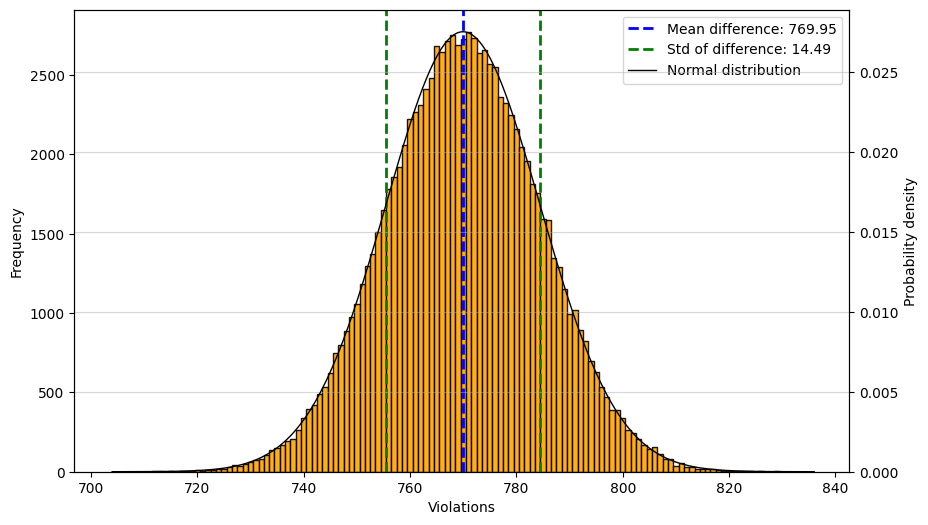 Mean difference: 769.95
Std of difference: 14.49
Normal distribution
2500
2000
1500
1000
500
0
Frequency
0.025
0.020
0.015
0.010
0.005
0.000
Probability density
700 720 740 760 780 800 820 840
Violations